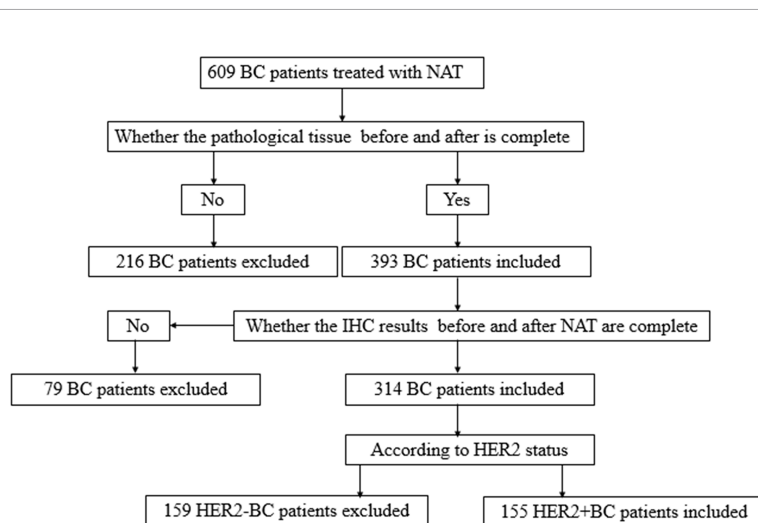 609 BC patients treated with NAT
Whether the pathological tissue before and after is complete
No
Yes
216 BC patients excluded
393 BC patients included
No
Whether the IHC results before and after NAT are complete
79 BC patients excluded
314 BC patients included
According to HER2 status
159 HER2-BC patients excluded
155 HER2+BC patients included